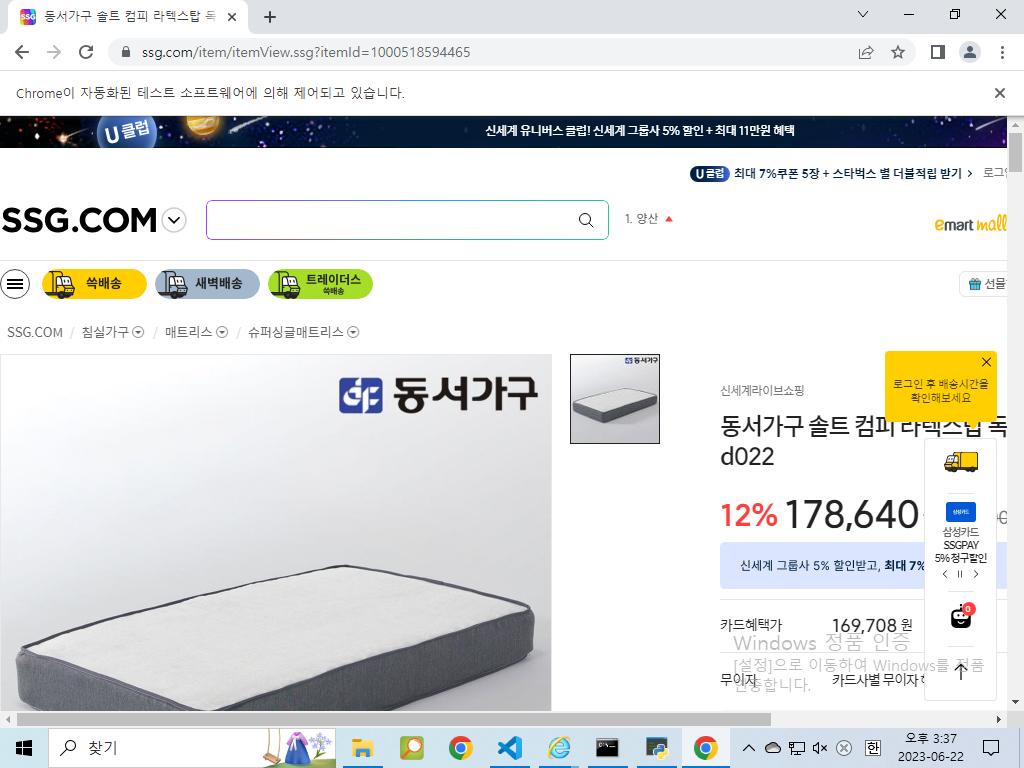 동서가구 솔트 컴피 라텍스탑 독
ssg.com/item/itemView.ssg?itemId=1000518594465
Chrome이 자동화된 테스트 소프트웨어에 의해 제어되고 있습니다.
U 클럽
신세계 유니버스 클럽! 신세계 그룹사 5% 할인 + 최대 11만원 혜택
U 클럽 최대 7%쿠폰 5장 + 스타벅스 별 더블적립 받기 > 로그인
SSG.COM
1. 양산
emart mall
쓱배송
새벽배송
트레이더스
쓱배송
선물
SSG.COM / 침실가구 / 매트리스 / 슈퍼싱글매트리스
동서가구
동서가구
로그인 후 배송시간을
확인해보세요
신세계라이브쇼핑
동서가구 솔트 컴피 라텍스탑 독
d022
12% 178,640
삼성카드
삼성카드
SSGPAY
5% 청구할인
신세계 그룹사 5% 할인받고, 최대 7%
0
카드혜택가 169,708 원
Windows 정품 인증
[설정]으로 이동하여 Windows를 정품
인증합니다.
무이자 카드사별 무이자
찾기
한
오후 3:37
2023-06-22